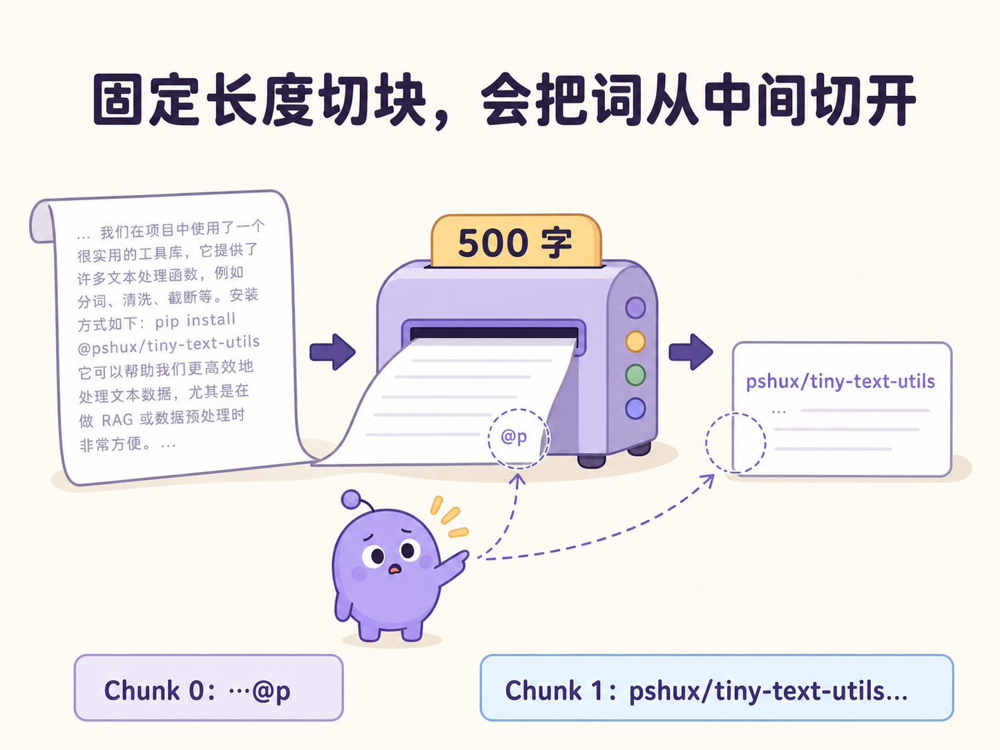 固定长度切块，会把词从中间切开
... 我们在项目中使用了一个
很实用的工具库，它提供了
许多文本处理函数，例如
分词、清洗、截断等。安装
方式如下：pip install
@pshux/tiny-text-utils
它可以帮助我们更高效地
处理文本数据，尤其是在
做 RAG 或数据预处理时
非常方便。...
500 字
@p
pshux/tiny-text-utils
...
Chunk 0：···@p
Chunk 1：pshux/tiny-text-utils...